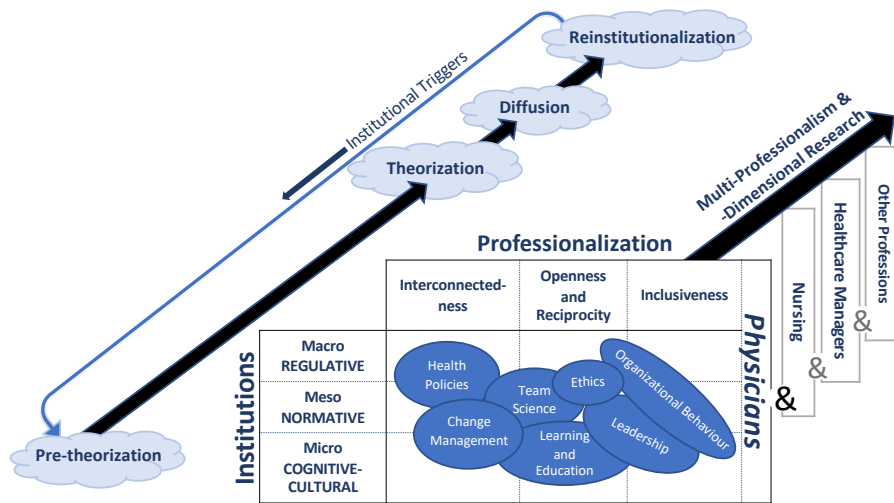 Reinstitutionalization
Institutional Triggers
Diffusion
Theorization
Pre-theorization
Multi-Professionalism &
-Dimensional Research
Professionalization
Interconnected-
ness
Openness
and
Reciprocity
Inclusiveness
Institutions
Macro
REGULATIVE
Meso
NORMATIVE
Micro
COGNITIVE-
CULTURAL
Health
Policies
Team
Science
Ethics
Organizational Behaviour
Change
Management
Learning
and
Education
Leadership
Physicians
&
Nursing
&
Healthcare Managers
&
Other Professions